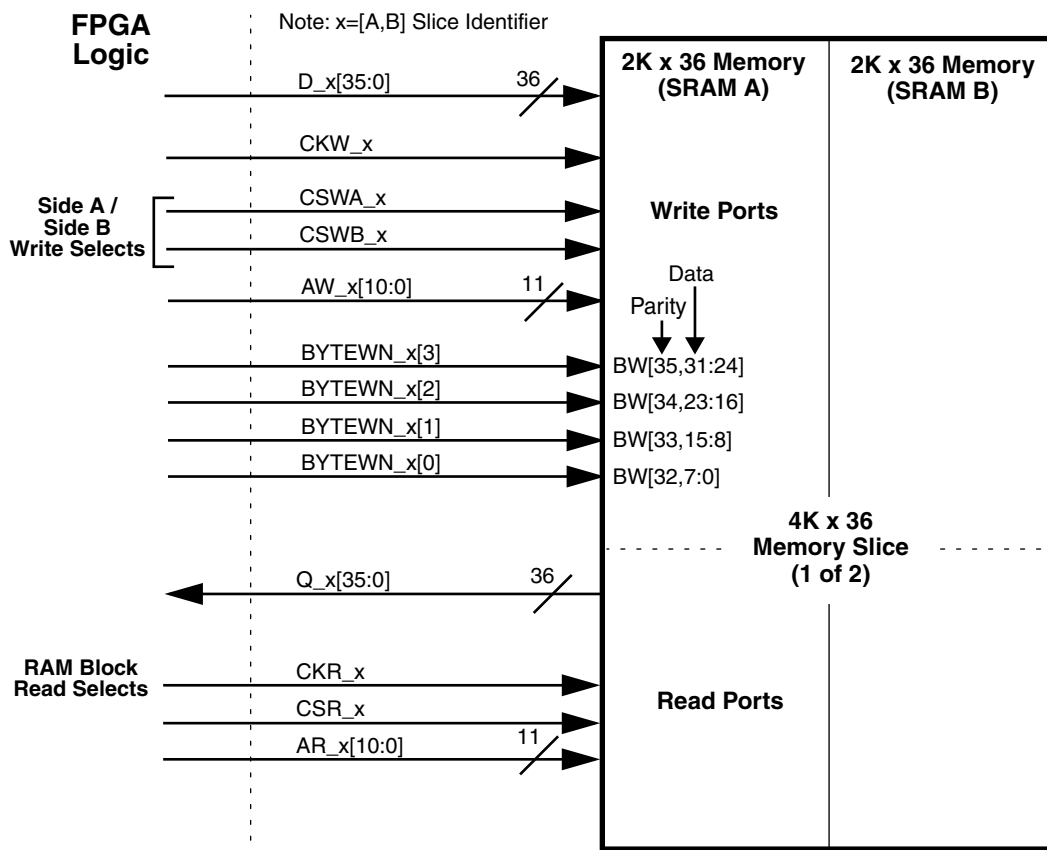 FPGA
Logic
Note: x=[A,B] Slice Identifier
2K x 36 Memory
(SRAM A)
2K x 36 Memory
(SRAM B)
D_x[35:0]
36
CKW_x
Side A /
Side B
Write Selects
CSWA_x
CSWB_x
Write Ports
AW_x[10:0]
11
Data
Parity
BYTEWN_x[3]
BW[35,31:24]
BYTEWN_x[2]
BW[34,23:16]
BYTEWN_x[1]
BW[33,15:8]
BYTEWN_x[0]
BW[32,7:0]
4K x 36
Memory Slice
(1 of 2)
Q_x[35:0]
36
RAM Block
Read Selects
CKR_x
CSR_x
AR_x[10:0]
11
Read Ports